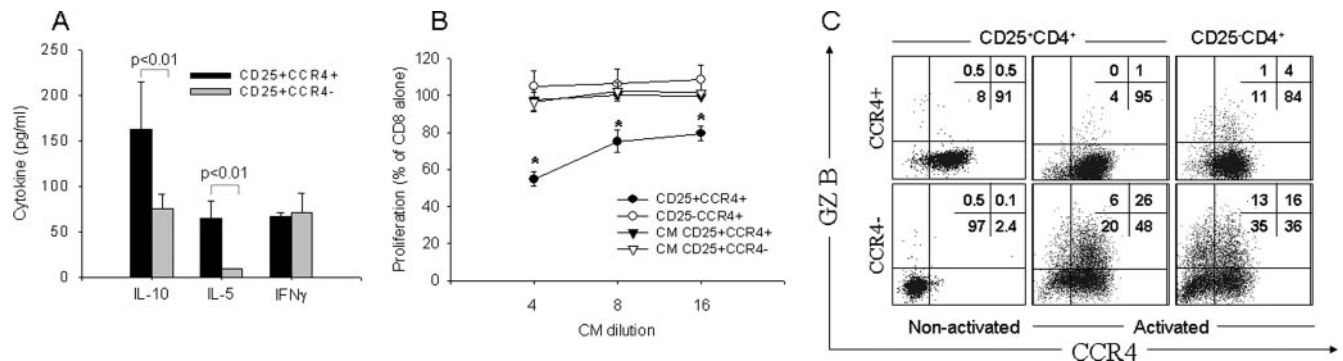 A
250
200
150
100
50
0
Cytokine (pg/ml)
p<0.01
p<0.01
CD25+CCR4+
CD25+CCR4-
IL-10 IL-5 IFNγ
B
120
100
80
60
40
20
0
Proliferation (% of CD8 alone)
*
*
*
CD25+CCR4+
CD25-CCR4+
CM CD25+CCR4+
CM CD25+CCR4-
4 8 16
CM dilution
C
CD25+CD4+ CD25-CD4+
GZ B
CCR4+
0.5 0.5
8 91
0 1
4 95
1 4
11 84
CCR4-
0.5 0.1
97 2.4
6 26
20 48
13 16
35 36
Non-activated Activated
CCR4